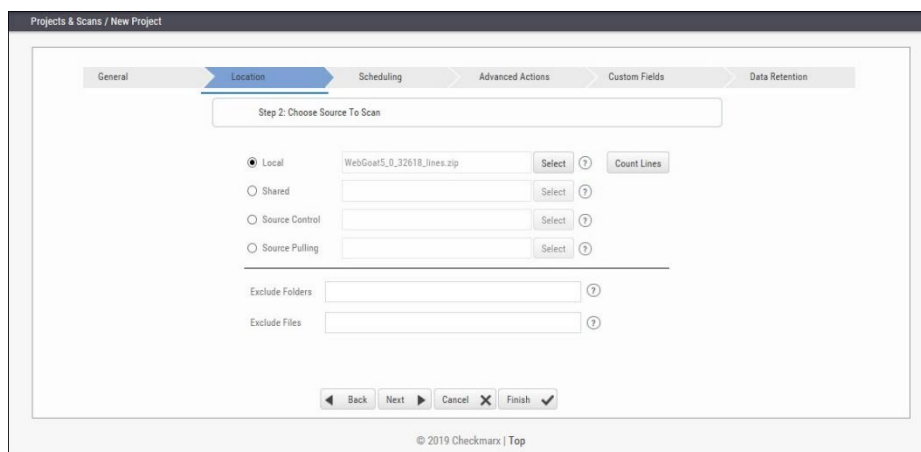 Projects & Scans / New Project
General Location Scheduling Advanced Actions Custom Fields Data Retention
Step 2: Choose Source To Scan
Local WebGoat5_0_32618_lines.zip Select ? Count Lines
Shared Select ?
Source Control Select ?
Source Pulling Select ?
Exclude Folders ?
Exclude Files ?
Back Next Cancel Finish
© 2019 Checkmarx | Top